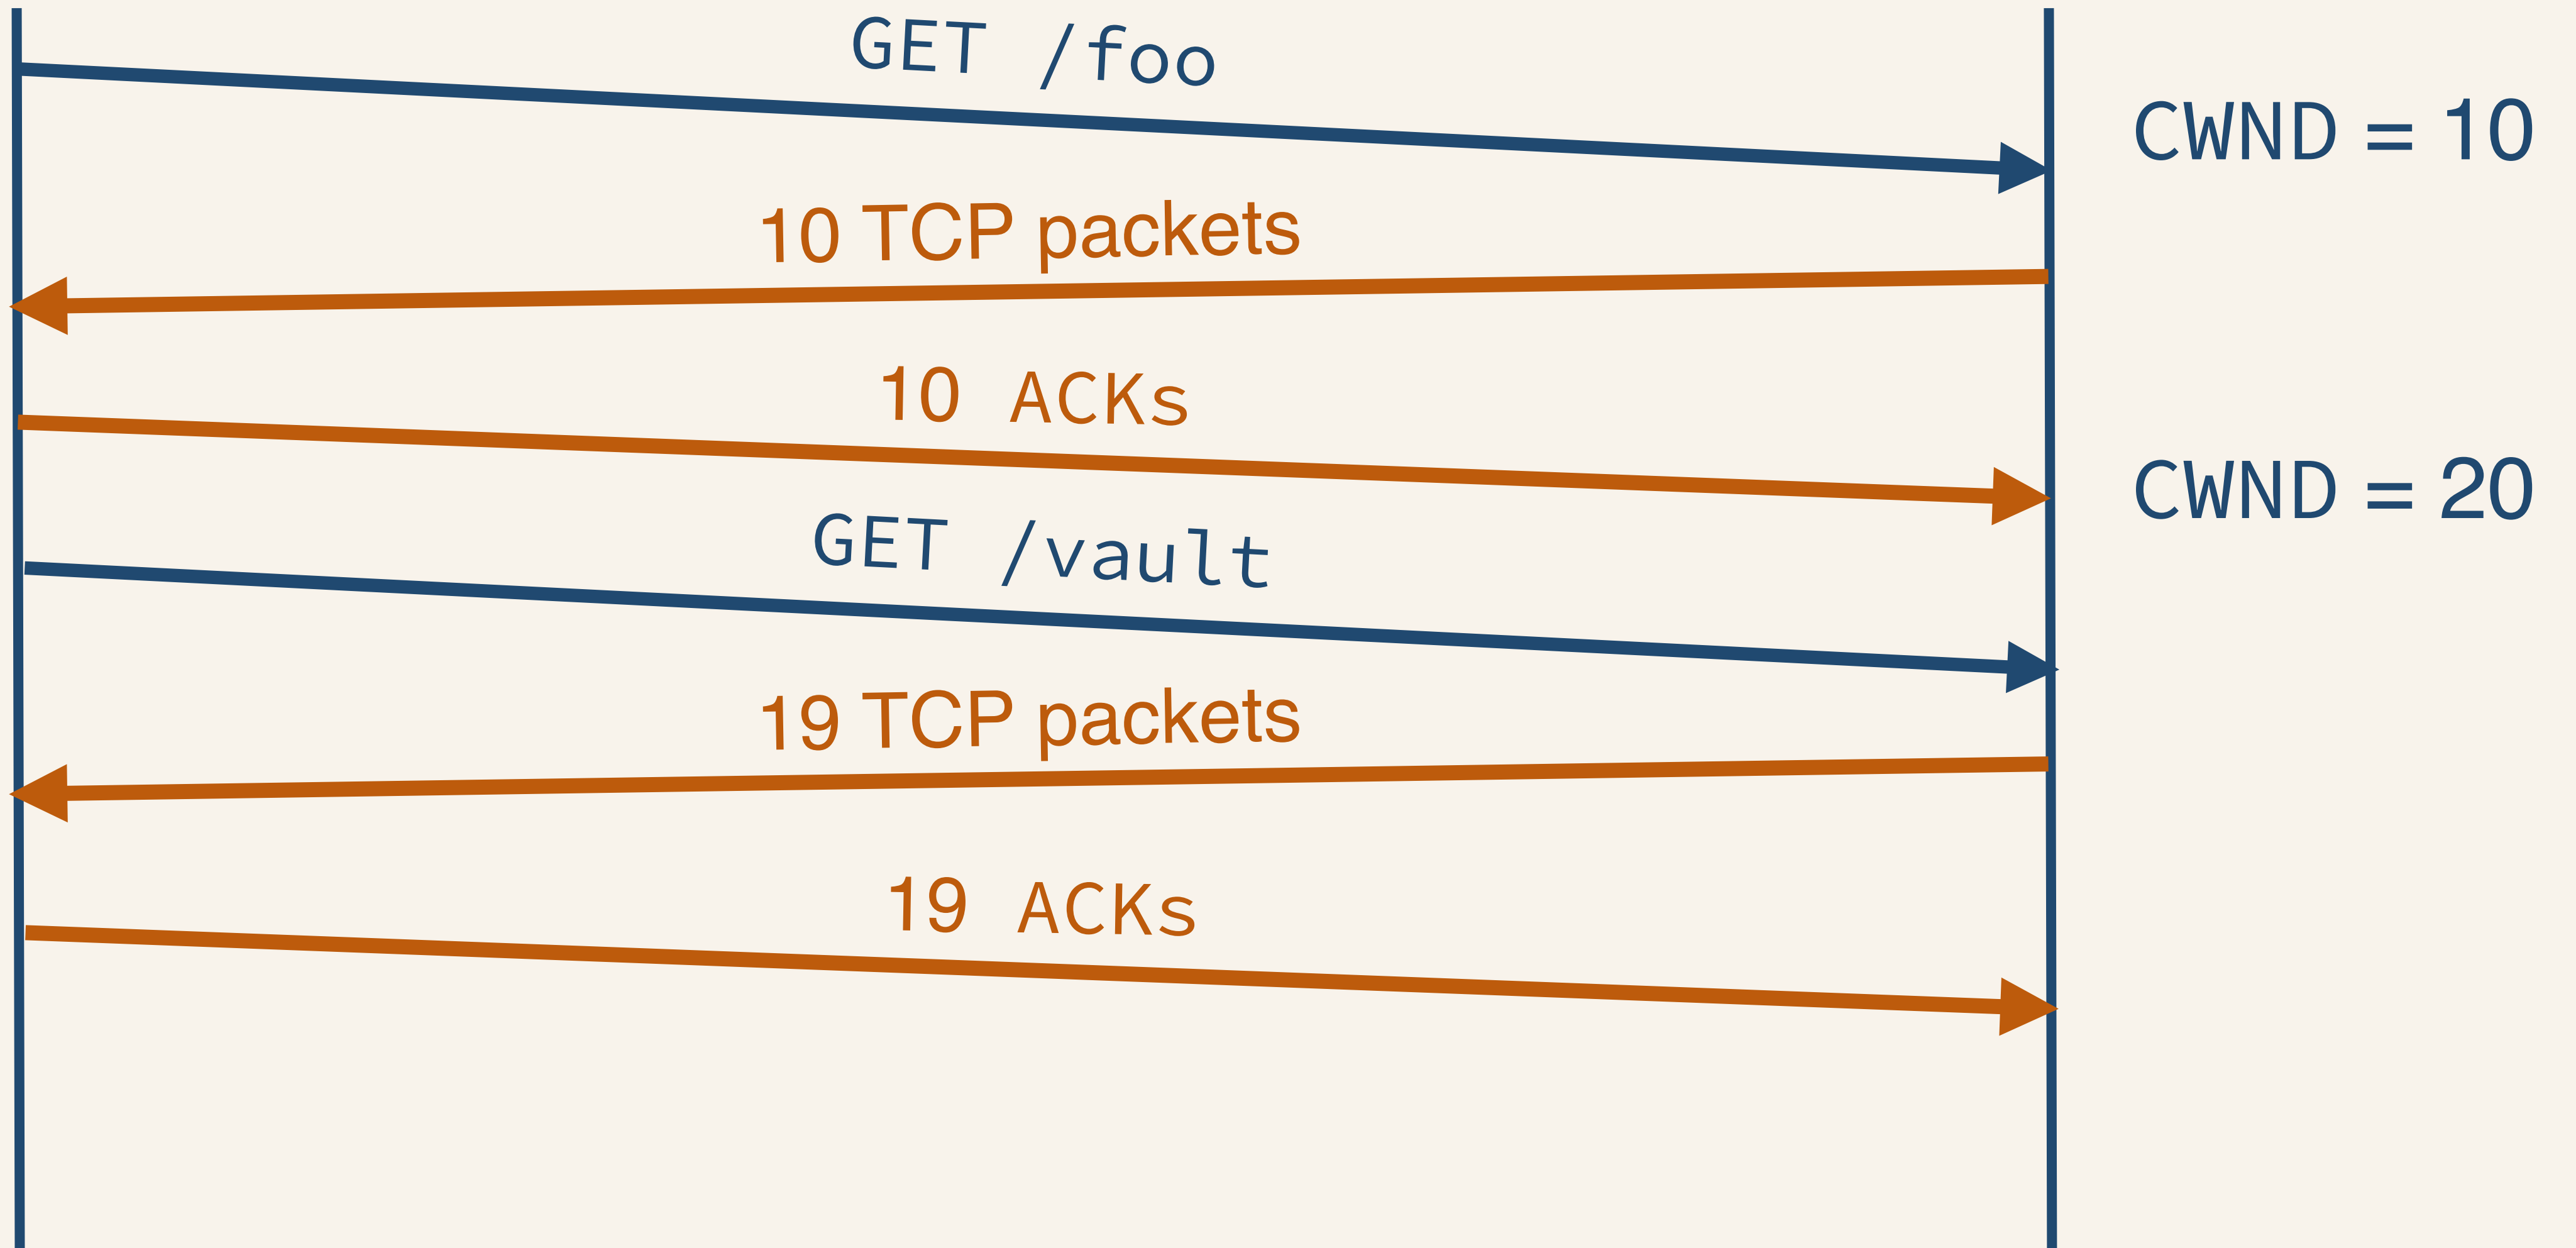 GET /foo
CWND = 10
10 TCP packets
10 ACKs
CWND = 20
GET /vault
19 TCP packets
19 ACKs